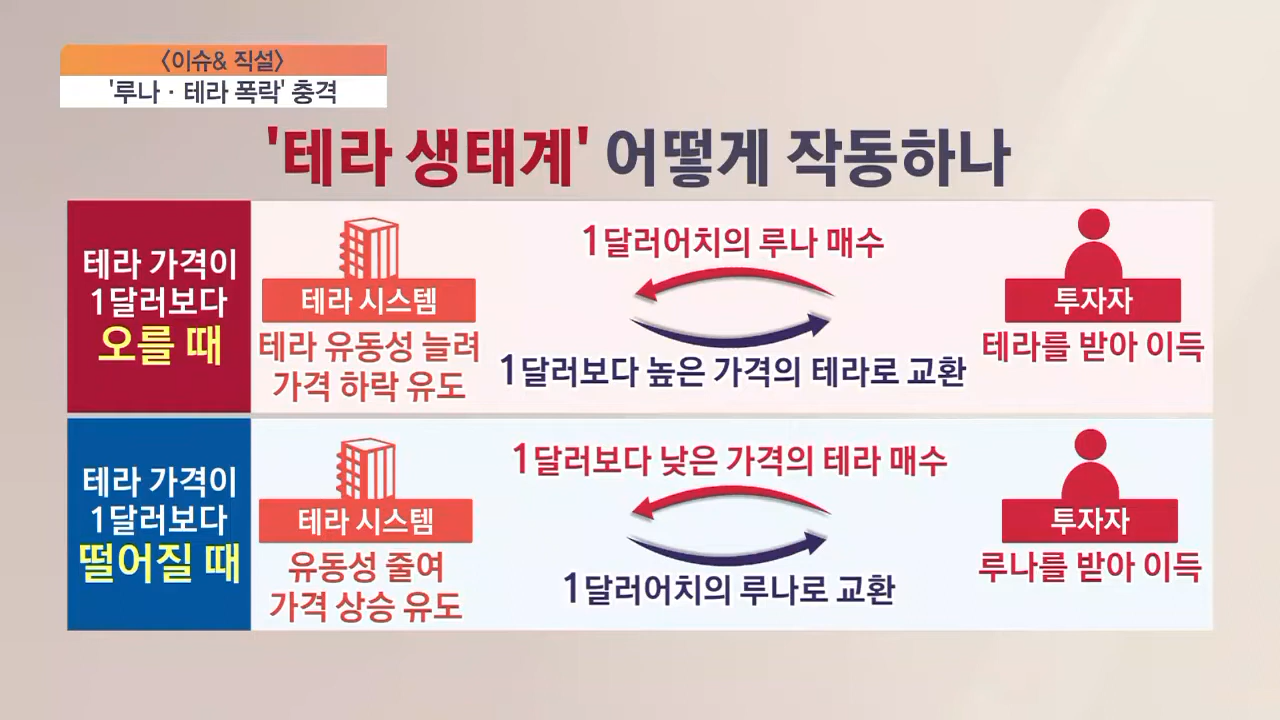 <이슈& 직설>
'루나·테라 폭락' 충격
'테라 생태계' 어떻게 작동하나
테라 가격이
1달러보다
오를 때
테라 시스템
테라 유동성 늘려
가격 하락 유도
1달러어치의 루나 매수
1달러보다 높은 가격의 테라로 교환
투자자
테라를 받아 이득
테라 가격이
1달러보다
떨어질 때
테라 시스템
유동성 줄여
가격 상승 유도
1달러보다 낮은 가격의 테라 매수
1달러어치의 루나로 교환
투자자
루나를 받아 이득